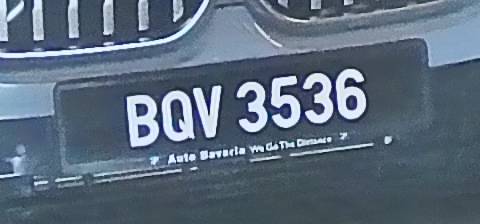 BQV 3536
Auto Bavaria We Go The Distance